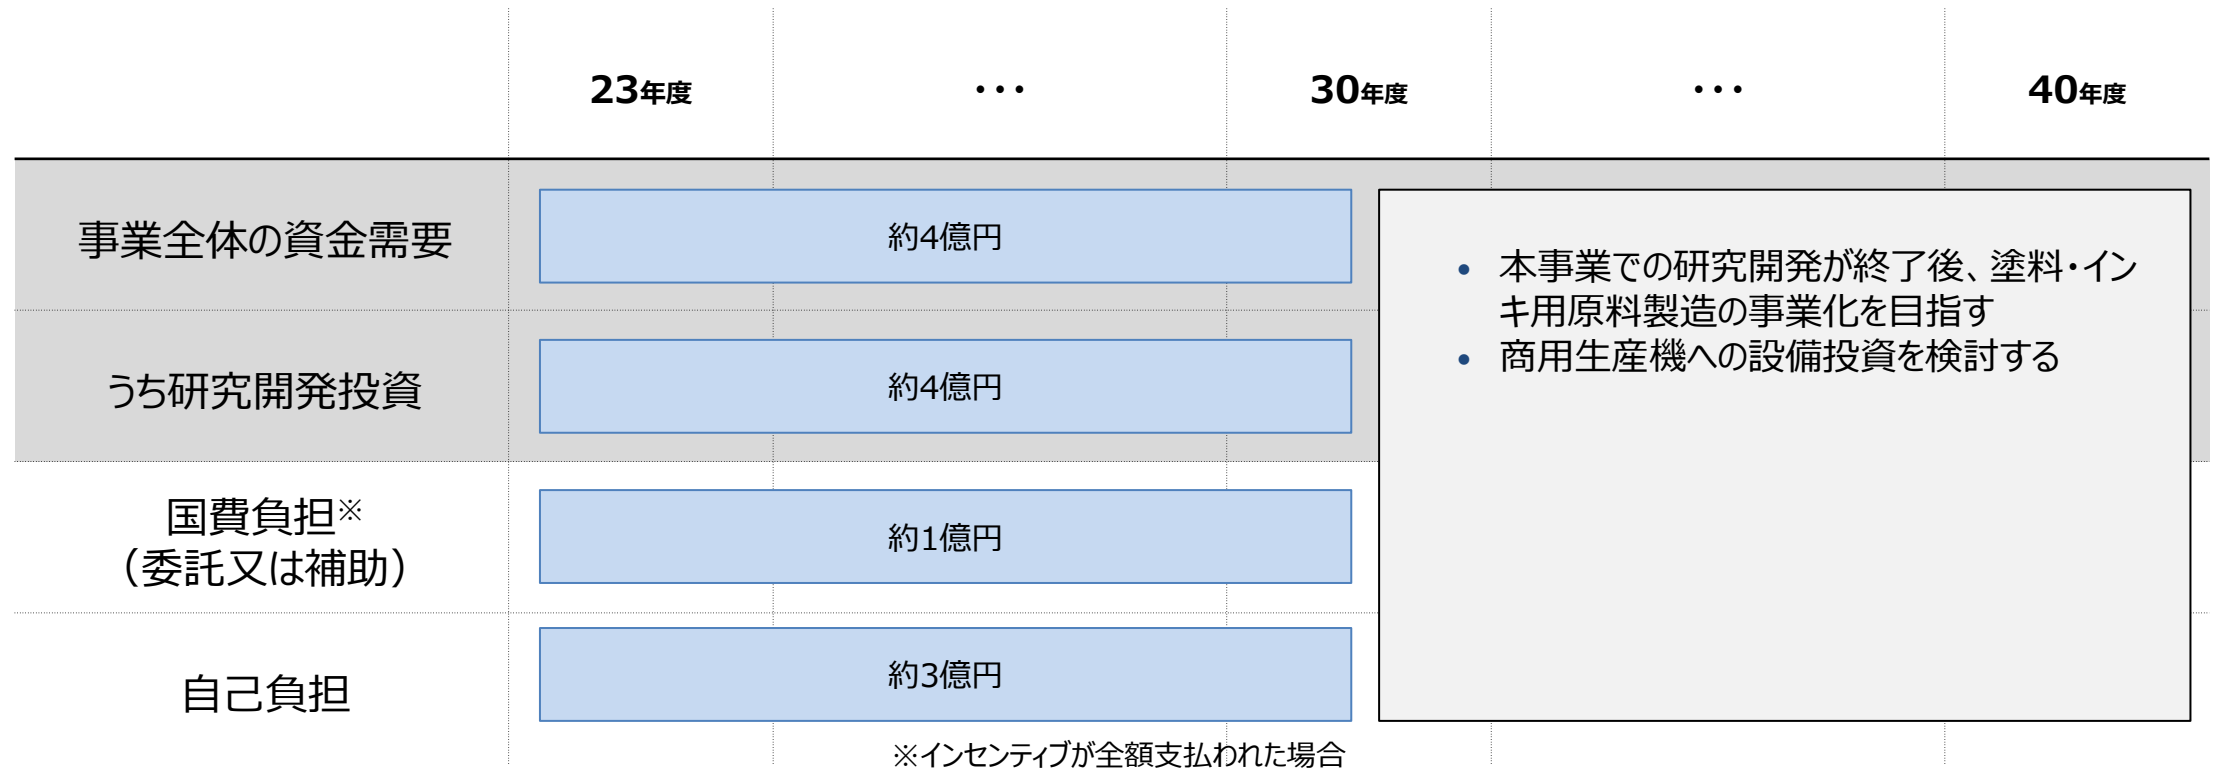 23年度 ・・・ 30年度 ・・・ 40年度
事業全体の資金需要
約4億円
うち研究開発投資
約4億円
国費負担※
（委託又は補助）
約1億円
自己負担
約3億円
• 本事業での研究開発が終了後、塗料・イン
キ用原料製造の事業化を目指す
• 商用生産機への設備投資を検討する
※インセンティブが全額支払われた場合